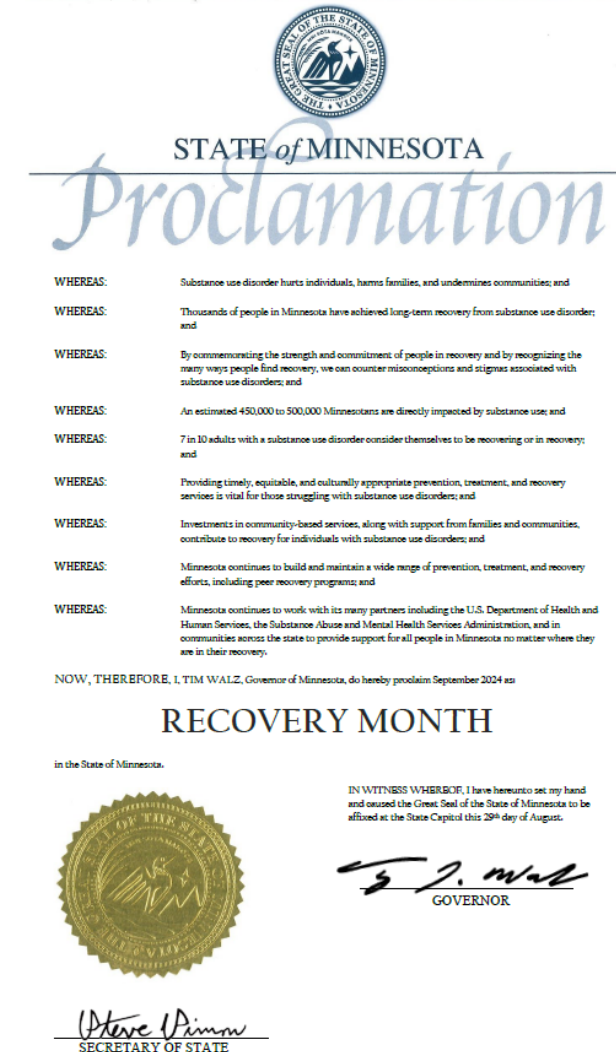 THE GREAT SEAL OF THE STATE OF MINNESOTA
STATE of MINNESOTA
Proclamation
WHEREAS: Substance use disorder hurts individuals, harms families, and undermines communities; and
WHEREAS: Thousands of people in Minnesota have achieved long-term recovery from substance use disorder;
and
WHEREAS: By commemorating the strength and commitment of people in recovery and by recognizing the
many ways people find recovery, we can counter misconceptions and stigmas associated with
substance use disorders; and
WHEREAS: An estimated 450,000 to 500,000 Minnesotans are directly impacted by substance use; and
WHEREAS: 7 in 10 adults with a substance use disorder consider themselves to be recovering or in recovery;
and
WHEREAS: Providing timely, equitable, and culturally appropriate prevention, treatment, and recovery
services is vital for those struggling with substance use disorders; and
WHEREAS: Investments in community-based services, along with support from families and communities,
contribute to recovery for individuals with substance use disorders; and
WHEREAS: Minnesota continues to build and maintain a wide range of prevention, treatment, and recovery
efforts, including peer recovery programs; and
WHEREAS: Minnesota continues to work with its many partners including the U.S. Department of Health and
Human Services, the Substance Abuse and Mental Health Services Administration, and in
communities across the state to provide support for all people in Minnesota no matter where they
are in their recovery.
NOW, THEREFORE, I, TIM WALZ, Governor of Minnesota, do hereby proclaim September 2024 as:
RECOVERY MONTH
in the State of Minnesota.
IN WITNESS WHEREOF, I have hereunto set my hand
and caused the Great Seal of the State of Minnesota to be
affixed at the State Capitol this 29th day of August.
GOVERNOR
Steve Simon
SECRETARY OF STATE